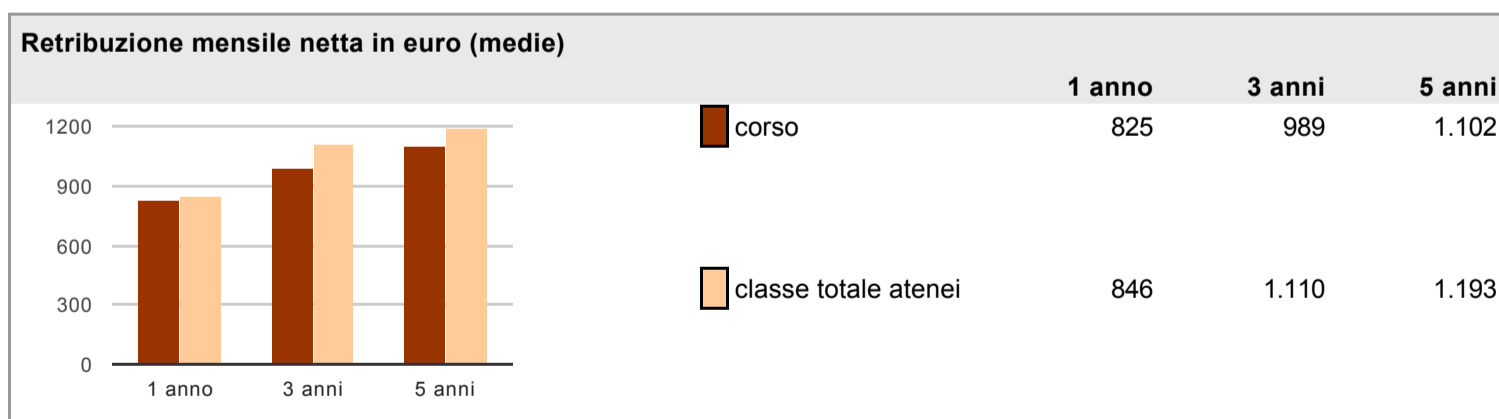 Retribuzione mensile netta in euro (medie)
1 anno 3 anni 5 anni
corso 825 989 1.102
classe totale atenei 846 1.110 1.193
1200
900
600
300
0
1 anno 3 anni 5 anni